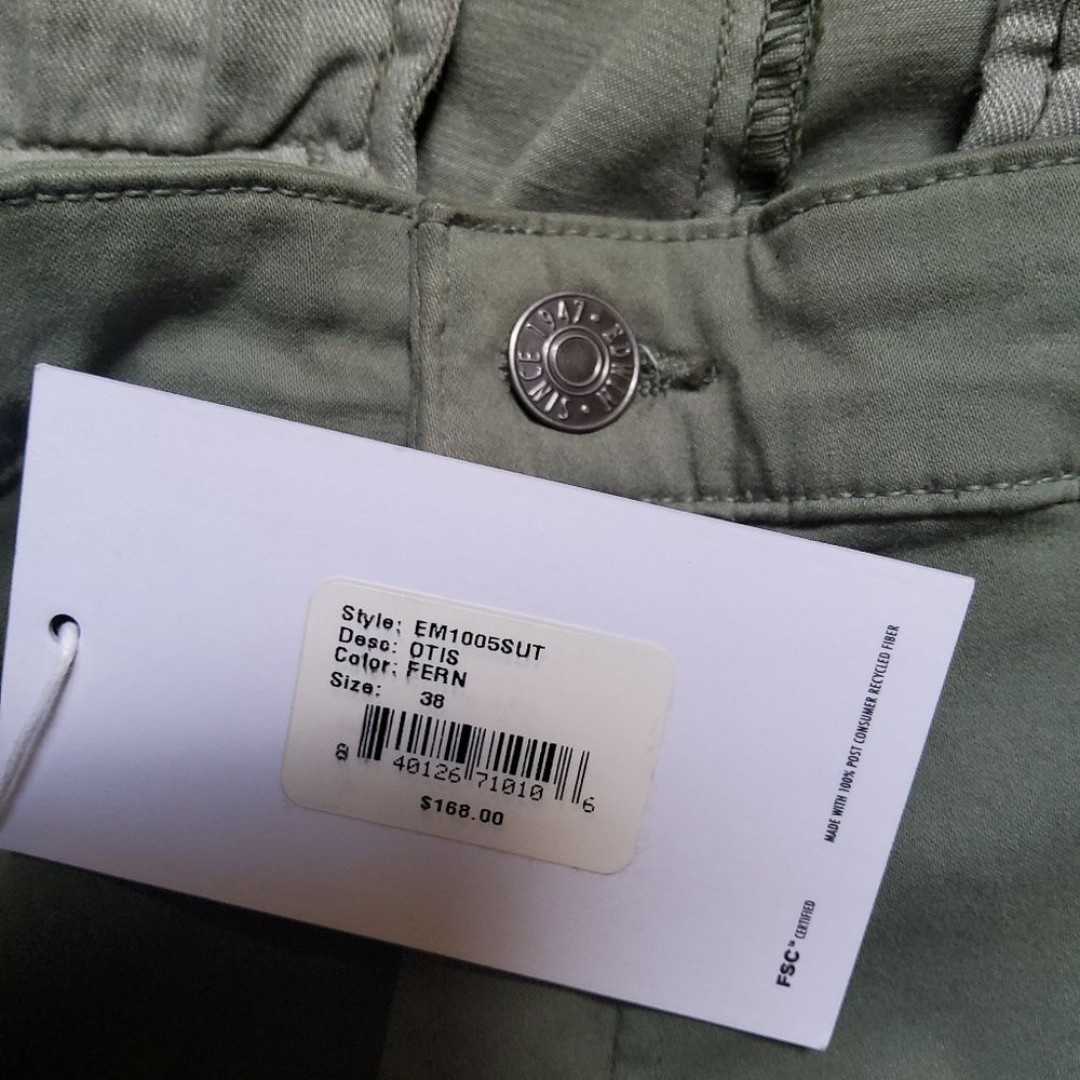 SINCE 1947 • EDWIN •
Style: EM1005SUT
Desc: OTIS
Color: FERN
Size: 38
8 40126 71010 6
$168.00
MADE WITH 100% POST CONSUMER RECYCLED FIBER
FSC™ CERTIFIED